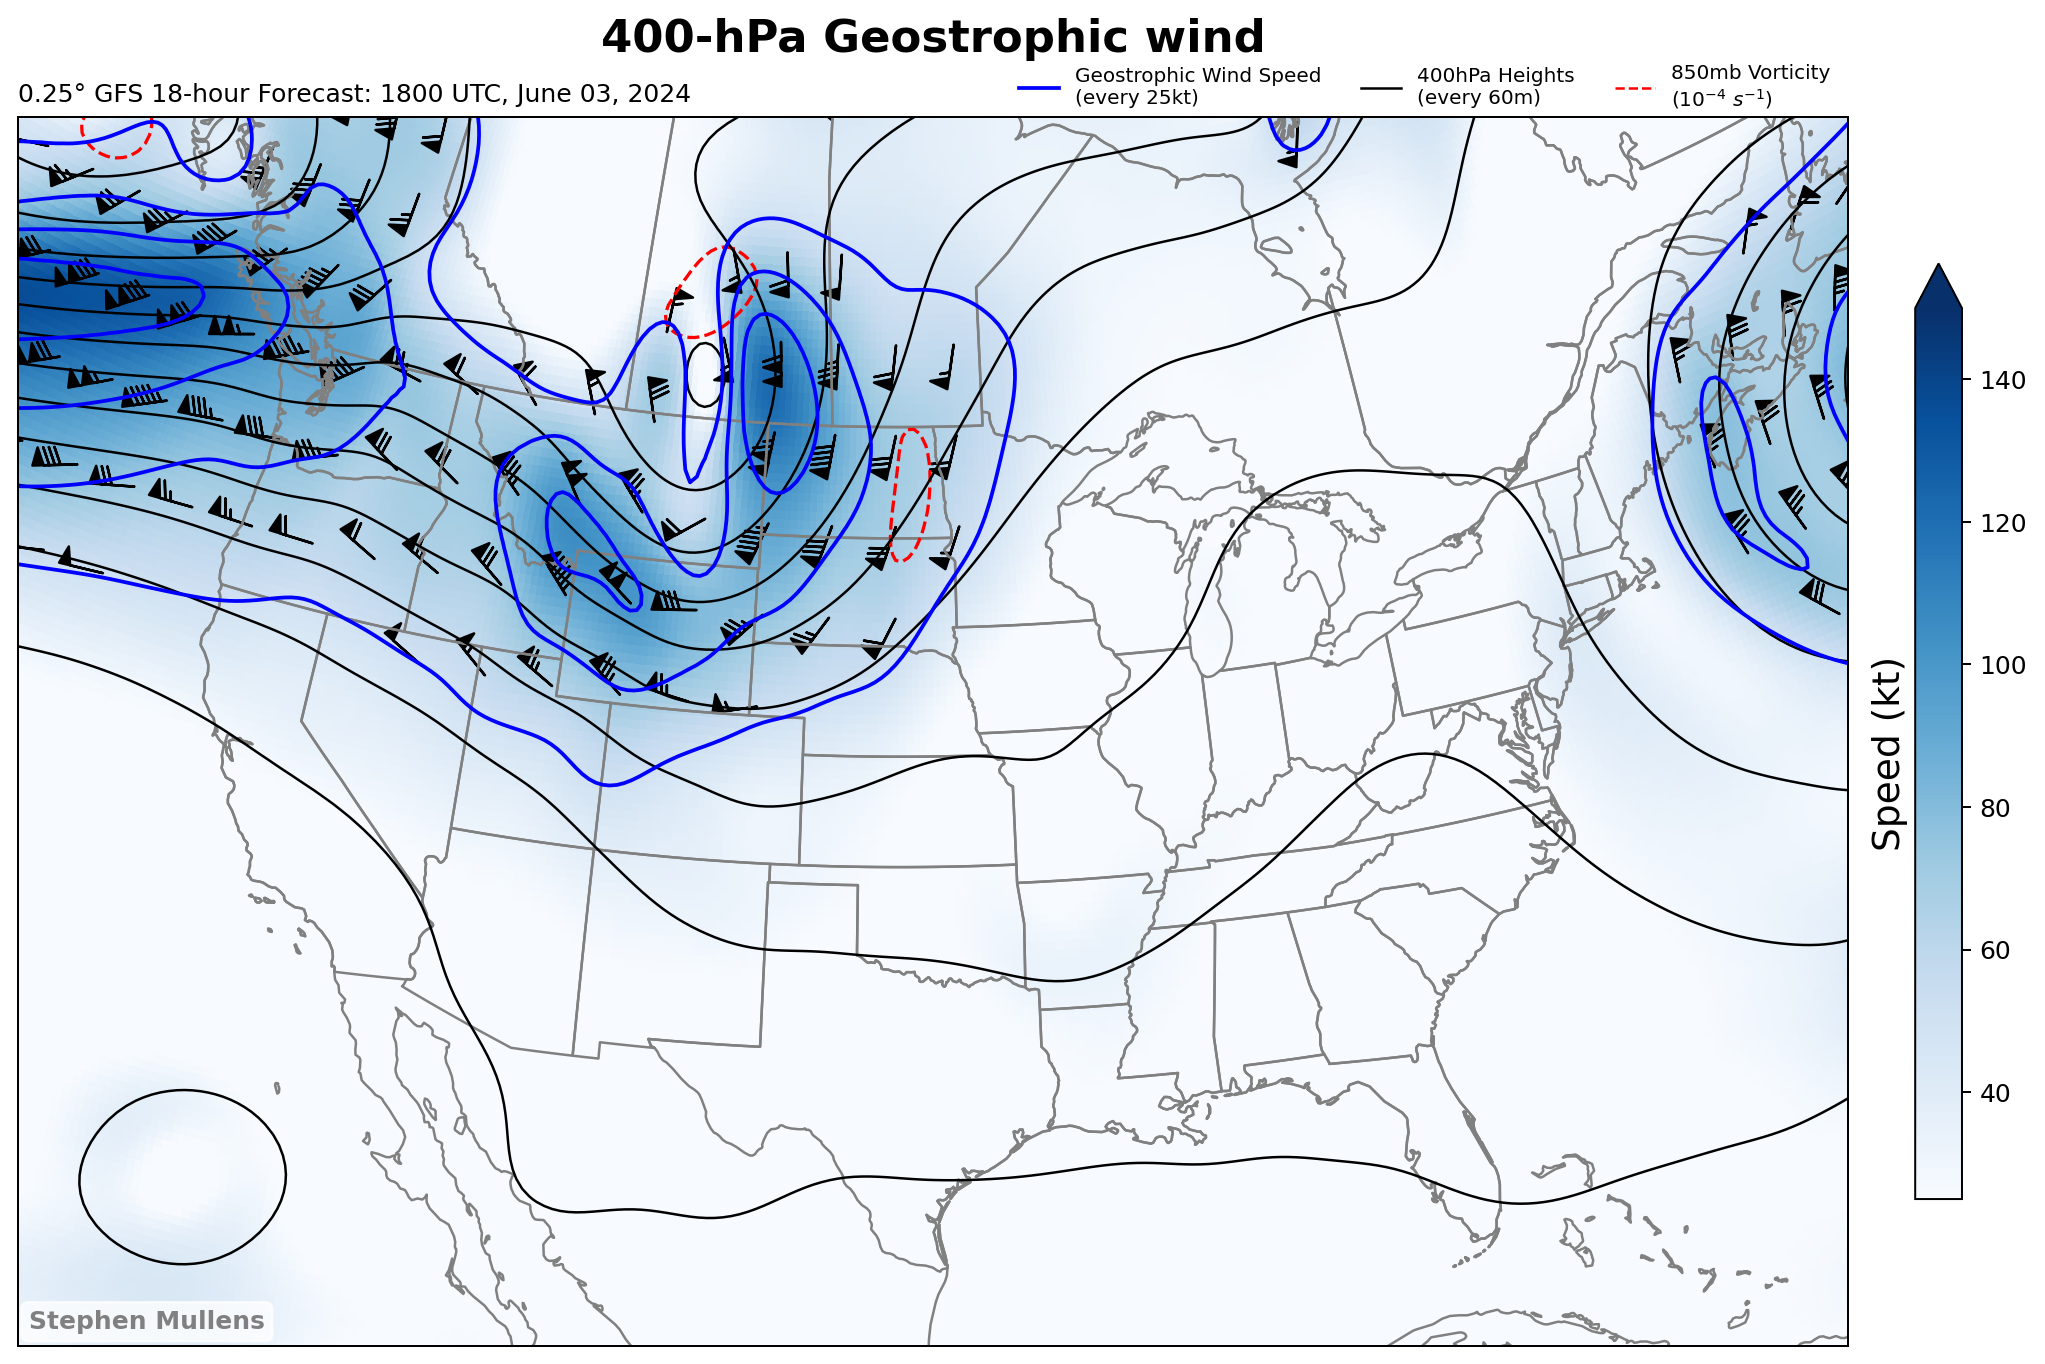 400-hPa Geostrophic wind
0.25° GFS 18-hour Forecast: 1800 UTC, June 03, 2024
Geostrophic Wind Speed
(every 25kt)
400hPa Heights
(every 60m)
850mb Vorticity
(10⁻⁴ s⁻¹)
140
120
100
80
60
40
Speed (kt)
Stephen Mullens